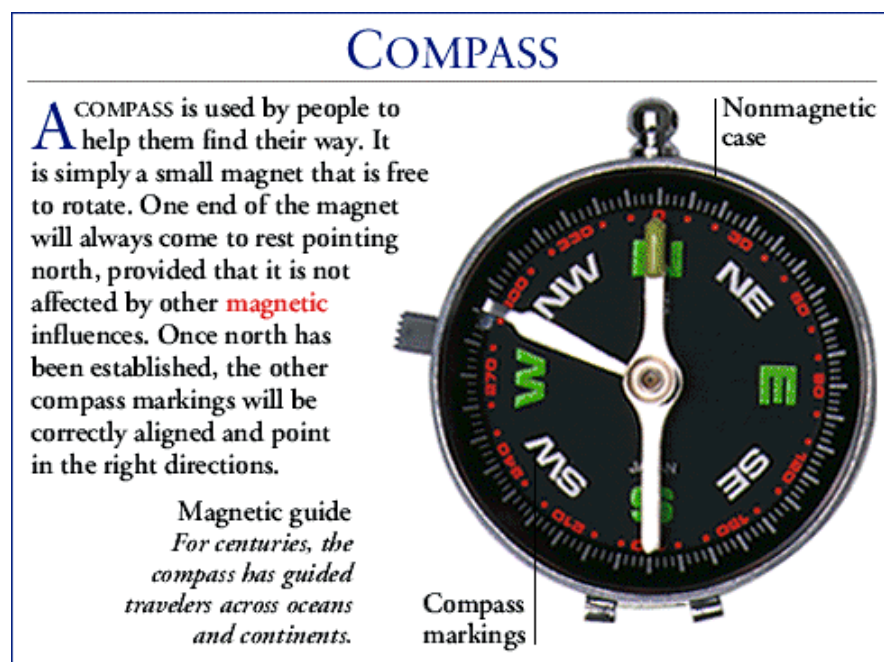 COMPASS
A COMPASS is used by people to
help them find their way. It
is simply a small magnet that is free
to rotate. One end of the magnet
will always come to rest pointing
north, provided that it is not
affected by other magnetic
influences. Once north has
been established, the other
compass markings will be
correctly aligned and point
in the right directions.
Magnetic guide
For centuries, the
compass has guided
travelers across oceans
and continents.
Nonmagnetic
case
Compass
markings
0
30
60
120
150
210
240
270
300
330
NW
NE
W
E
SW
SE
S